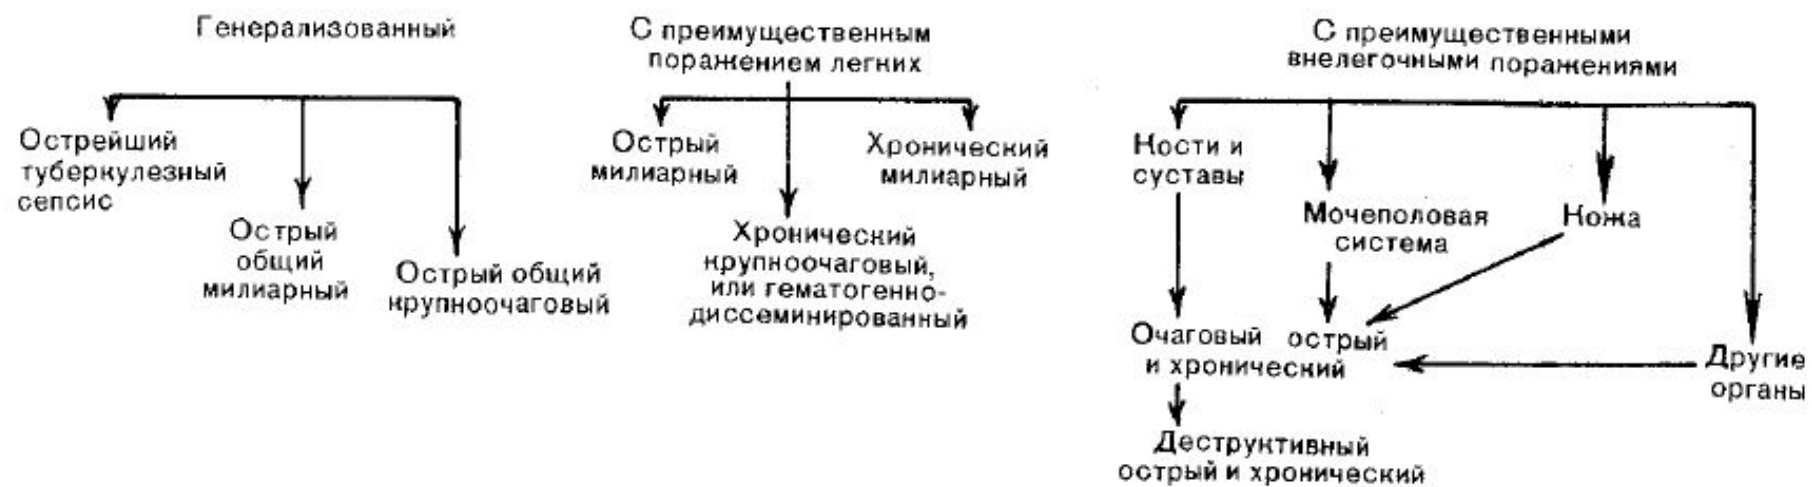 Генерализованный
Острейший
туберкулезный
сепсис
Острый
общий
милиарный
Острый общий
крупноочаговый
С преимущественным
поражением легких
Острый
милиарный
Хронический
крупноочаговый,
или гематогенно-
диссеминированный
Хронический
милиарный
С преимущественными
внелегочными поражениями
Кости и
суставы
Мочеполовая
система
Кожа
Другие
органы
Очаговый острый
и хронический
Деструктивный
острый и хронический